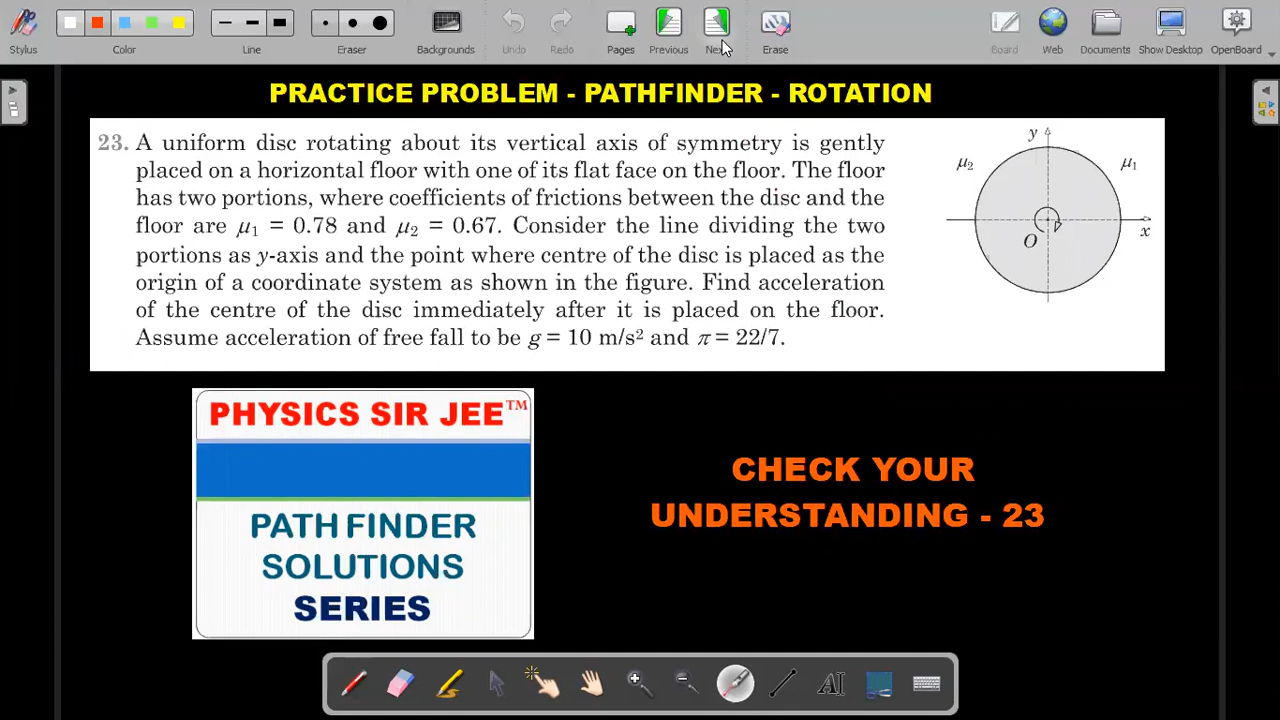 Stylus
Color
Line
Eraser
Backgrounds
Undo
Redo
Pages
Previous
Next
Erase
Board
Web
Documents
Show Desktop
OpenBoard
PRACTICE PROBLEM - PATHFINDER - ROTATION
23. A uniform disc rotating about its vertical axis of symmetry is gently
placed on a horizontal floor with one of its flat face on the floor. The floor
has two portions, where coefficients of frictions between the disc and the
floor are μ₁ = 0.78 and μ₂ = 0.67. Consider the line dividing the two
portions as y-axis and the point where centre of the disc is placed as the
origin of a coordinate system as shown in the figure. Find acceleration
of the centre of the disc immediately after it is placed on the floor.
Assume acceleration of free fall to be g = 10 m/s² and π = 22/7.
y
μ₂
μ₁
O
x
PHYSICS SIR JEE™
PATH FINDER
SOLUTIONS
SERIES
CHECK YOUR
UNDERSTANDING - 23
AI